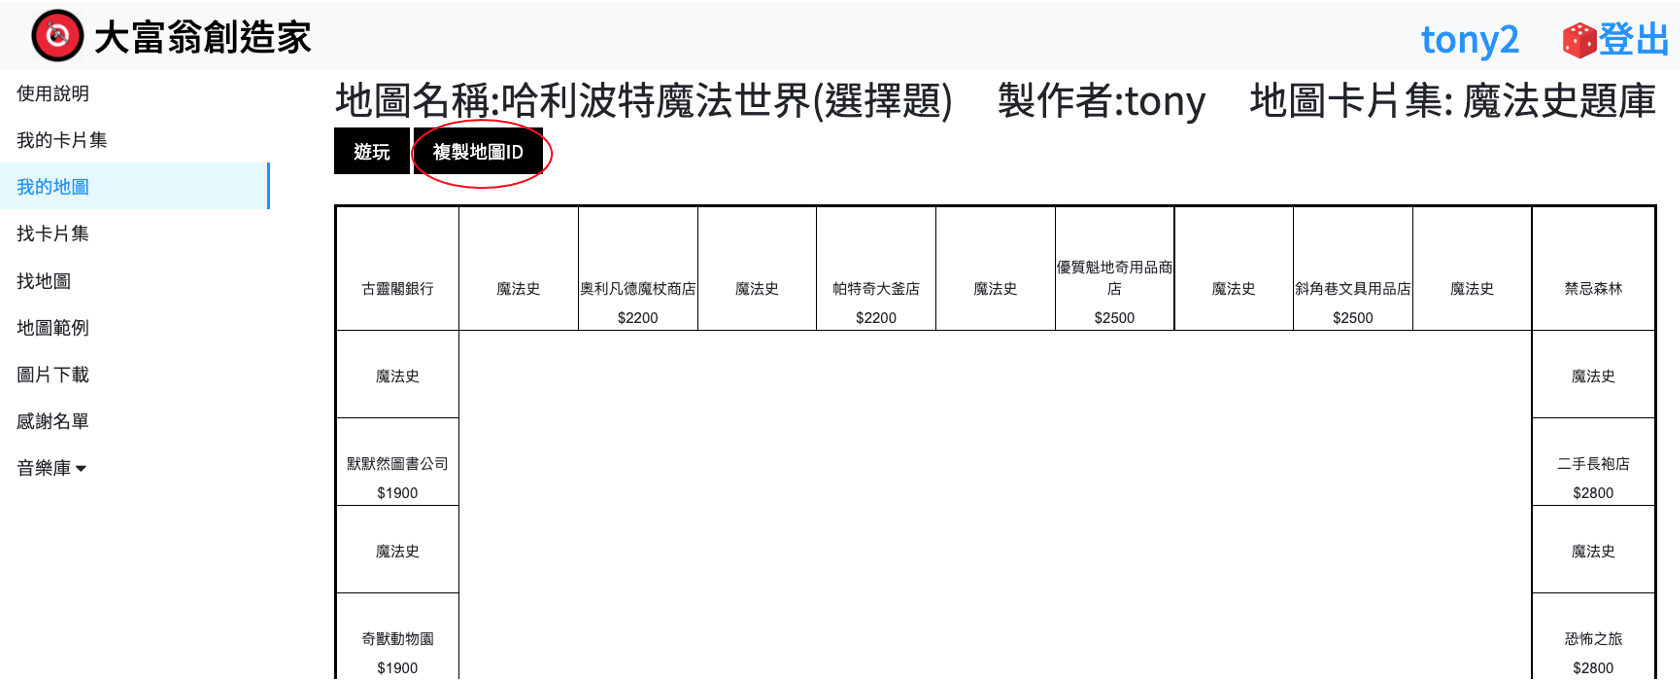 大富翁創造家
tony2
登出
使用說明
我的卡片集
我的地圖
找卡片集
找地圖
地圖範例
圖片下載
感謝名單
音樂庫
地圖名稱:哈利波特魔法世界(選擇題) 製作者:tony 地圖卡片集: 魔法史題庫
遊玩
複製地圖ID
古靈閣銀行
魔法史
奧利凡德魔杖商店
$2200
魔法史
帕特奇大釜店
$2200
魔法史
優質魁地奇用品商
店
$2500
魔法史
斜角巷文具用品店
$2500
魔法史
禁忌森林
魔法史
魔法史
默默然圖書公司
$1900
二手長袍店
$2800
魔法史
魔法史
奇獸動物園
$1900
恐怖之旅
$2800